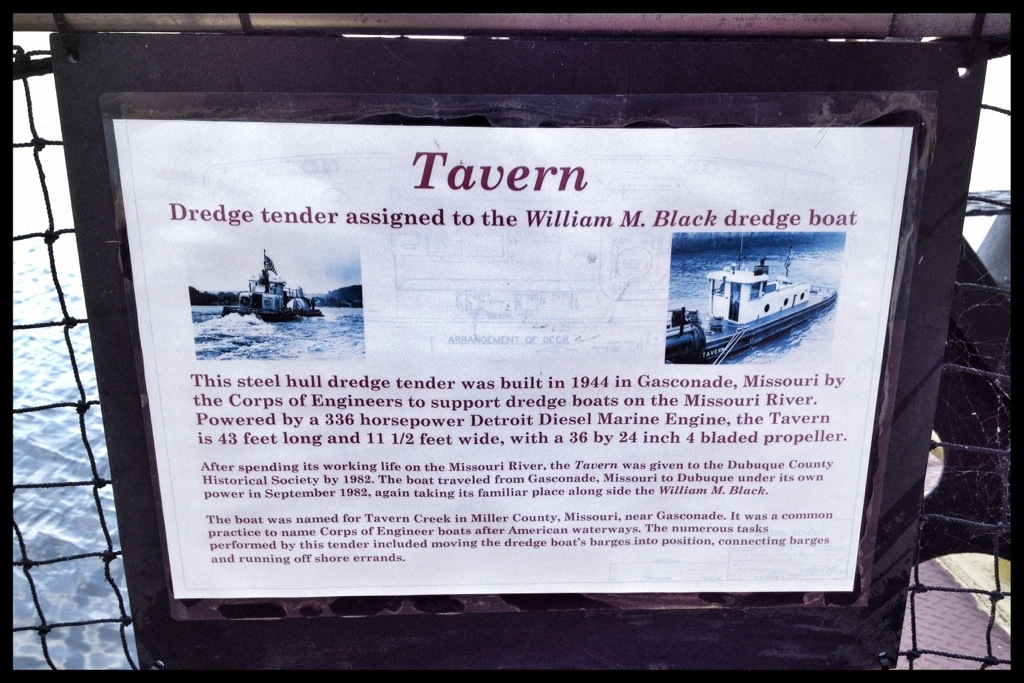 Tavern
Dredge tender assigned to the William M. Black dredge boat
ARRANGEMENT OF DECK
TAVERN
This steel hull dredge tender was built in 1944 in Gasconade, Missouri by
the Corps of Engineers to support dredge boats on the Missouri River.
Powered by a 336 horsepower Detroit Diesel Marine Engine, the Tavern
is 43 feet long and 11 1/2 feet wide, with a 36 by 24 inch 4 bladed propeller.
After spending its working life on the Missouri River, the Tavern was given to the Dubuque County
Historical Society by 1982. The boat traveled from Gasconade, Missouri to Dubuque under its own
power in September 1982, again taking its familiar place along side the William M. Black.
The boat was named for Tavern Creek in Miller County, Missouri, near Gasconade. It was a common
practice to name Corps of Engineer boats after American waterways. The numerous tasks
performed by this tender included moving the dredge boat's barges into position, connecting barges
and running off shore errands.